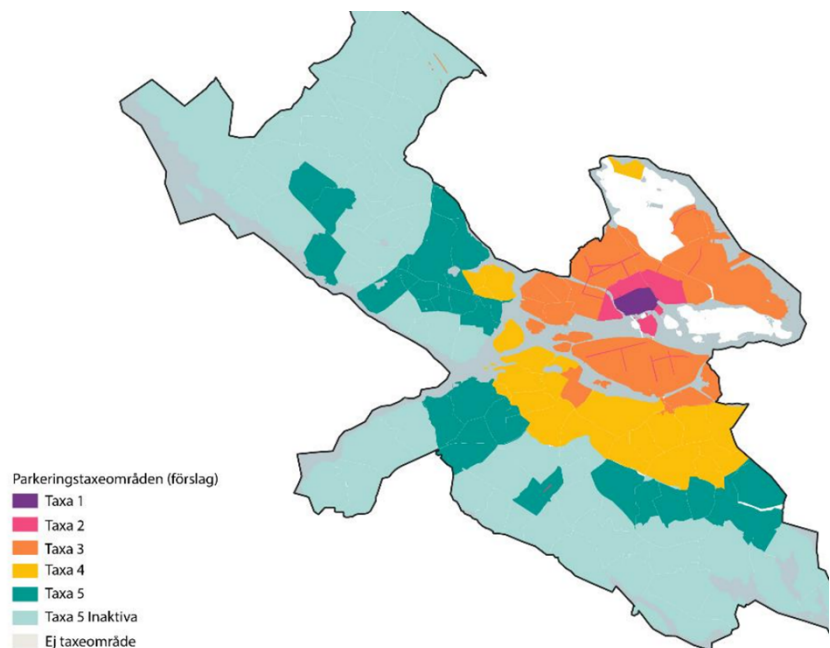 Parkeringstaxeområden (förslag)
Taxa 1
Taxa 2
Taxa 3
Taxa 4
Taxa 5
Taxa 5 Inaktiva
Ej taxeområde